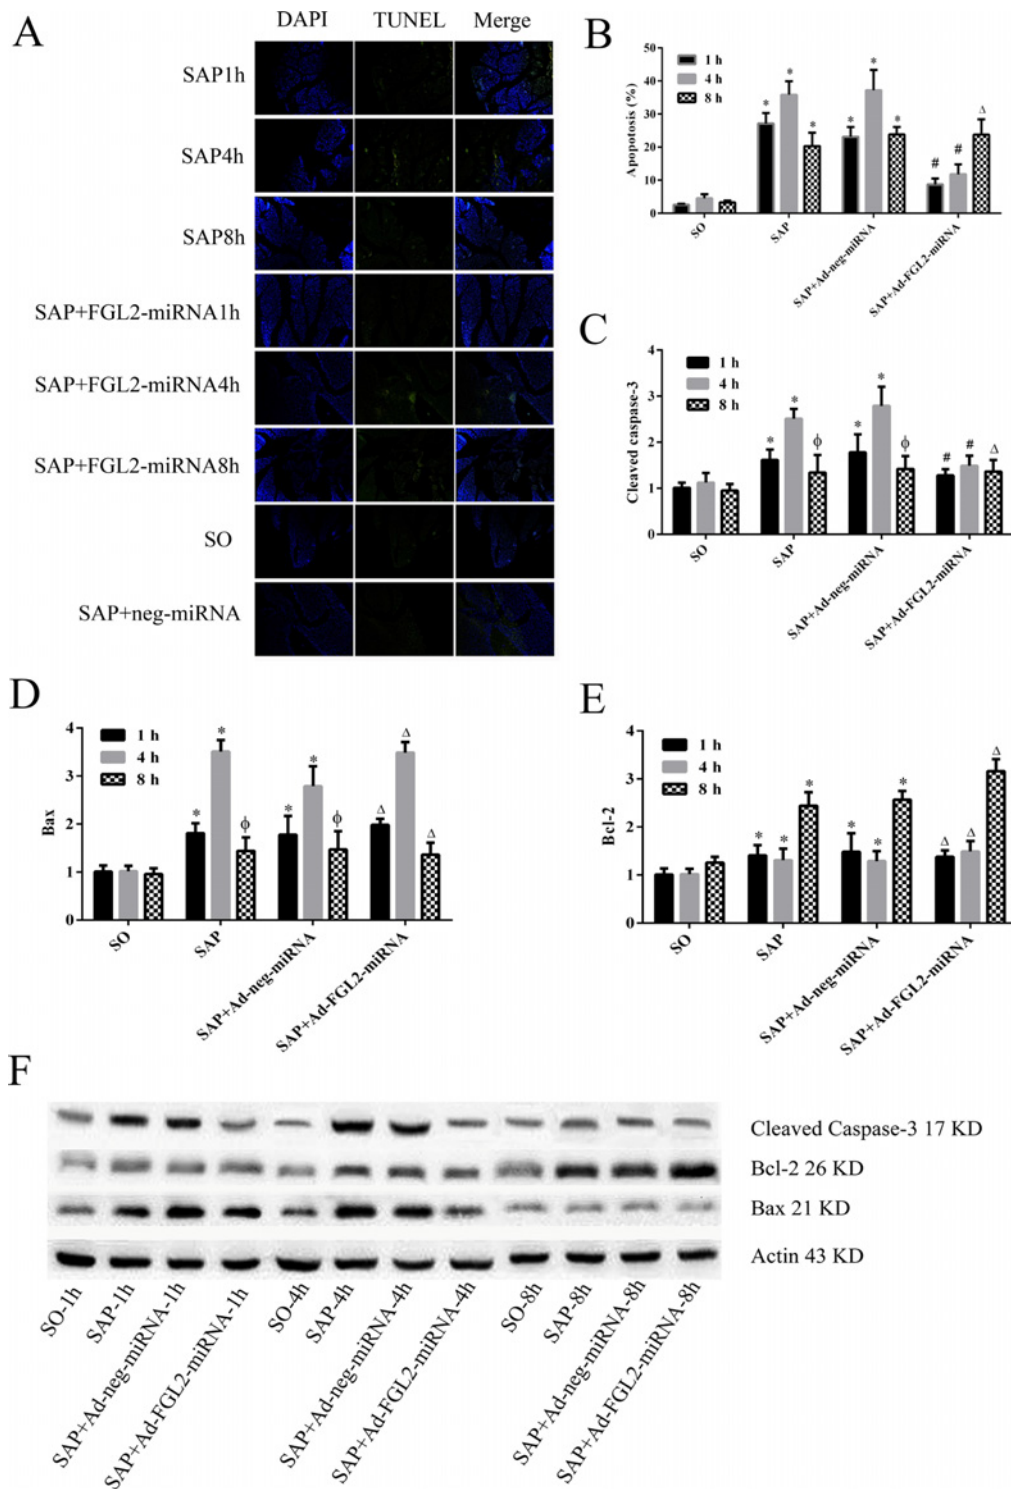 A
DAPI TUNEL Merge
SAP1h
SAP4h
SAP8h
SAP+FGL2-miRNA1h
SAP+FGL2-miRNA4h
SAP+FGL2-miRNA8h
SO
SAP+neg-miRNA
B
Apopotosis (%)
50
40
30
20
10
0
1 h
4 h
8 h
* * *
* * *
# # Δ
SO
SAP
SAP+Ad-neg-miRNA
SAP+Ad-FGL2-miRNA
C
Cleaved caspase-3
4
3
2
1
0
1 h
4 h
8 h
* * ϕ
* * ϕ
# # Δ
SO
SAP
SAP+Ad-neg-miRNA
SAP+Ad-FGL2-miRNA
D
Bax
4
3
2
1
0
1 h
4 h
8 h
* * ϕ
* * ϕ
Δ Δ Δ
SO
SAP
SAP+Ad-neg-miRNA
SAP+Ad-FGL2-miRNA
E
Bcl-2
4
3
2
1
0
1 h
4 h
8 h
* * *
* * *
Δ Δ Δ
SO
SAP
SAP+Ad-neg-miRNA
SAP+Ad-FGL2-miRNA
F
Cleaved Caspase-3 17 KD
Bcl-2 26 KD
Bax 21 KD
Actin 43 KD
SO-1h
SAP-1h
SAP+Ad-neg-miRNA-1h
SAP+Ad-FGL2-miRNA-1h
SO-4h
SAP-4h
SAP+Ad-neg-miRNA-4h
SAP+Ad-FGL2-miRNA-4h
SO-8h
SAP-8h
SAP+Ad-neg-miRNA-8h
SAP+Ad-FGL2-miRNA-8h